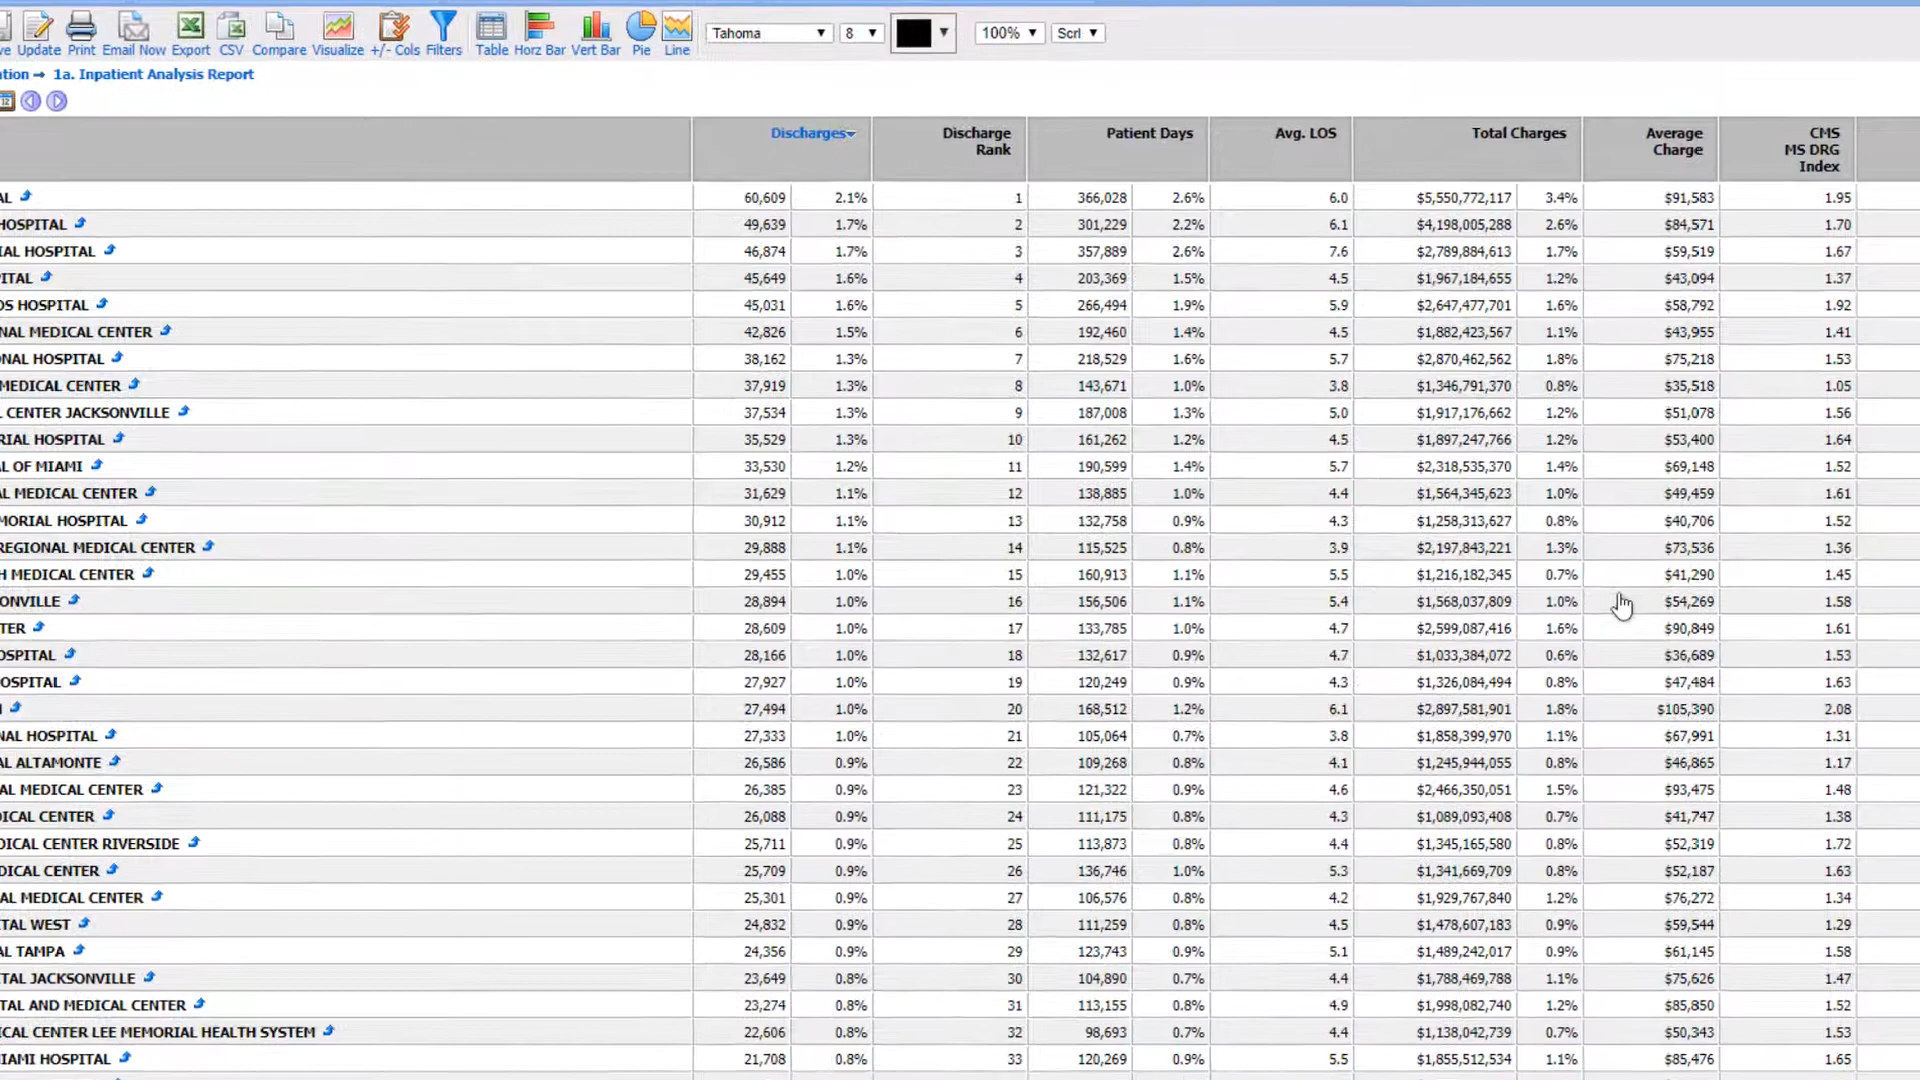 Update Print Email Now Export CSV Compare Visualize +/- Cols Filters Table Horz Bar Vert Bar Pie Line Tahoma 8 100% Scrl
1a. Inpatient Analysis Report
12
Discharges Discharge Rank Patient Days Avg. LOS Total Charges Average Charge CMS MS DRG Index
AL 60,609 2.1% 1 366,028 2.6% 6.0 $5,550,772,117 3.4% $91,583 1.95
HOSPITAL 49,639 1.7% 2 301,229 2.2% 6.1 $4,198,005,288 2.6% $84,571 1.70
IAL HOSPITAL 46,874 1.7% 3 357,889 2.6% 7.6 $2,789,884,613 1.7% $59,519 1.67
ITAL 45,649 1.6% 4 203,369 1.5% 4.5 $1,967,184,655 1.2% $43,094 1.37
OS HOSPITAL 45,031 1.6% 5 266,494 1.9% 5.9 $2,647,477,701 1.6% $58,792 1.92
NAL MEDICAL CENTER 42,826 1.5% 6 192,460 1.4% 4.5 $1,882,423,567 1.1% $43,955 1.41
ONAL HOSPITAL 38,162 1.3% 7 218,529 1.6% 5.7 $2,870,462,562 1.8% $75,218 1.53
MEDICAL CENTER 37,919 1.3% 8 143,671 1.0% 3.8 $1,346,791,370 0.8% $35,518 1.05
L CENTER JACKSONVILLE 37,534 1.3% 9 187,008 1.3% 5.0 $1,917,176,662 1.2% $51,078 1.56
RIAL HOSPITAL 35,529 1.3% 10 161,262 1.2% 4.5 $1,897,247,766 1.2% $53,400 1.64
L OF MIAMI 33,530 1.2% 11 190,599 1.4% 5.7 $2,318,535,370 1.4% $69,148 1.52
AL MEDICAL CENTER 31,629 1.1% 12 138,885 1.0% 4.4 $1,564,345,623 1.0% $49,459 1.61
MORIAL HOSPITAL 30,912 1.1% 13 132,758 0.9% 4.3 $1,258,313,627 0.8% $40,706 1.52
REGIONAL MEDICAL CENTER 29,888 1.1% 14 115,525 0.8% 3.9 $2,197,843,221 1.3% $73,536 1.36
H MEDICAL CENTER 29,455 1.0% 15 160,913 1.1% 5.5 $1,216,182,345 0.7% $41,290 1.45
ONVILLE 28,894 1.0% 16 156,506 1.1% 5.4 $1,568,037,809 1.0% $54,269 1.58
TER 28,609 1.0% 17 133,785 1.0% 4.7 $2,599,087,416 1.6% $90,849 1.61
OSPITAL 28,166 1.0% 18 132,617 0.9% 4.7 $1,033,384,072 0.6% $36,689 1.53
OSPITAL 27,927 1.0% 19 120,249 0.9% 4.3 $1,326,084,494 0.8% $47,484 1.63
27,494 1.0% 20 168,512 1.2% 6.1 $2,897,581,901 1.8% $105,390 2.08
NAL HOSPITAL 27,333 1.0% 21 105,064 0.7% 3.8 $1,858,399,970 1.1% $67,991 1.31
AL ALTAMONTE 26,586 0.9% 22 109,268 0.8% 4.1 $1,245,944,055 0.8% $46,865 1.17
AL MEDICAL CENTER 26,385 0.9% 23 121,322 0.9% 4.6 $2,466,350,051 1.5% $93,475 1.48
DICAL CENTER 26,088 0.9% 24 111,175 0.8% 4.3 $1,089,093,408 0.7% $41,747 1.38
DICAL CENTER RIVERSIDE 25,711 0.9% 25 113,873 0.8% 4.4 $1,345,165,580 0.8% $52,319 1.72
DICAL CENTER 25,709 0.9% 26 136,746 1.0% 5.3 $1,341,669,709 0.8% $52,187 1.63
AL MEDICAL CENTER 25,301 0.9% 27 106,576 0.8% 4.2 $1,929,767,840 1.2% $76,272 1.34
TAL WEST 24,832 0.9% 28 111,259 0.8% 4.5 $1,478,607,183 0.9% $59,544 1.29
AL TAMPA 24,356 0.9% 29 123,743 0.9% 5.1 $1,489,242,017 0.9% $61,145 1.58
TAL JACKSONVILLE 23,649 0.8% 30 104,890 0.7% 4.4 $1,788,469,788 1.1% $75,626 1.47
TAL AND MEDICAL CENTER 23,274 0.8% 31 113,155 0.8% 4.9 $1,998,082,740 1.2% $85,850 1.52
ICAL CENTER LEE MEMORIAL HEALTH SYSTEM 22,606 0.8% 32 98,693 0.7% 4.4 $1,138,042,739 0.7% $50,343 1.53
IAMI HOSPITAL 21,708 0.8% 33 120,269 0.9% 5.5 $1,855,512,534 1.1% $85,476 1.65